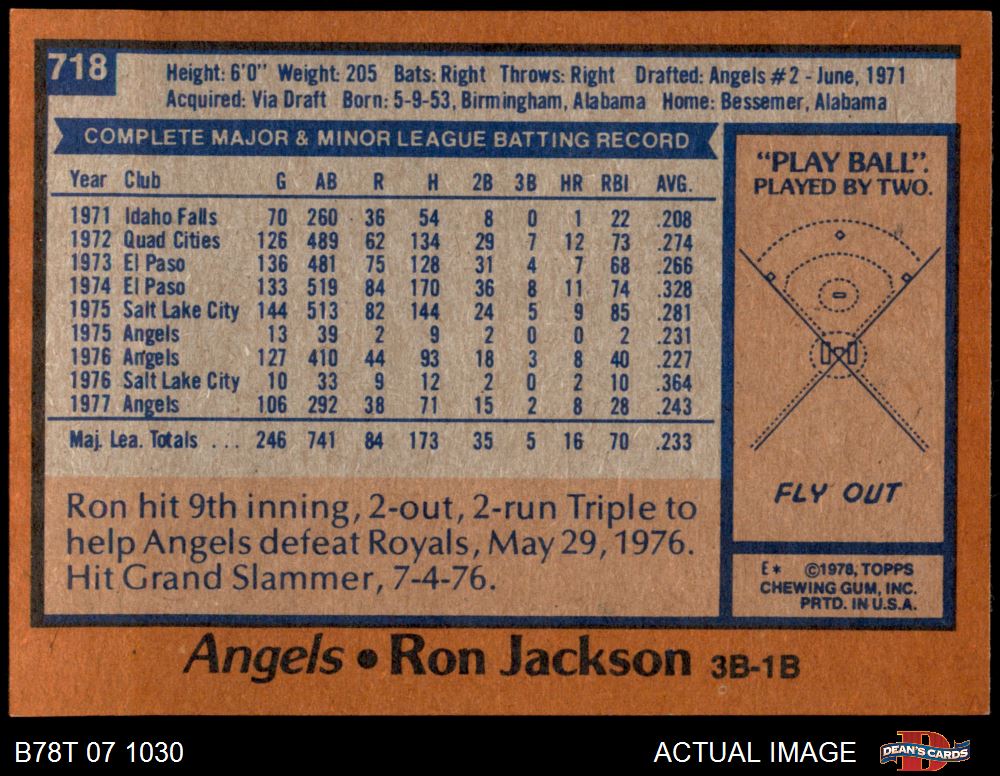 718
Height: 6'0" Weight: 205 Bats: Right Throws: Right Drafted: Angels #2 - June, 1971
Acquired: Via Draft Born: 5-9-53, Birmingham, Alabama Home: Bessemer, Alabama
COMPLETE MAJOR & MINOR LEAGUE BATTING RECORD
Year Club G AB R H 2B 3B HR RBI AVG.
1971 Idaho Falls 70 260 36 54 8 0 1 22 .208
1972 Quad Cities 126 489 62 134 29 7 12 73 .274
1973 El Paso 136 481 75 128 31 4 7 68 .266
1974 El Paso 133 519 84 170 36 8 11 74 .328
1975 Salt Lake City 144 513 82 144 24 5 9 85 .281
1975 Angels 13 39 2 9 2 0 0 2 .231
1976 Angels 127 410 44 93 18 3 8 40 .227
1976 Salt Lake City 10 33 9 12 2 0 2 10 .364
1977 Angels 106 292 38 71 15 2 8 28 .243
Maj. Lea. Totals . . . 246 741 84 173 35 5 16 70 .233
Ron hit 9th inning, 2-out, 2-run Triple to
help Angels defeat Royals, May 29, 1976.
Hit Grand Slammer, 7-4-76.
"PLAY BALL".
PLAYED BY TWO.
FLY OUT
E* ©1978, TOPPS
CHEWING GUM, INC.
PRTD. IN U.S.A.
Angels • Ron Jackson 3B-1B
B78T 07 1030
ACTUAL IMAGE
DEAN'S CARDS